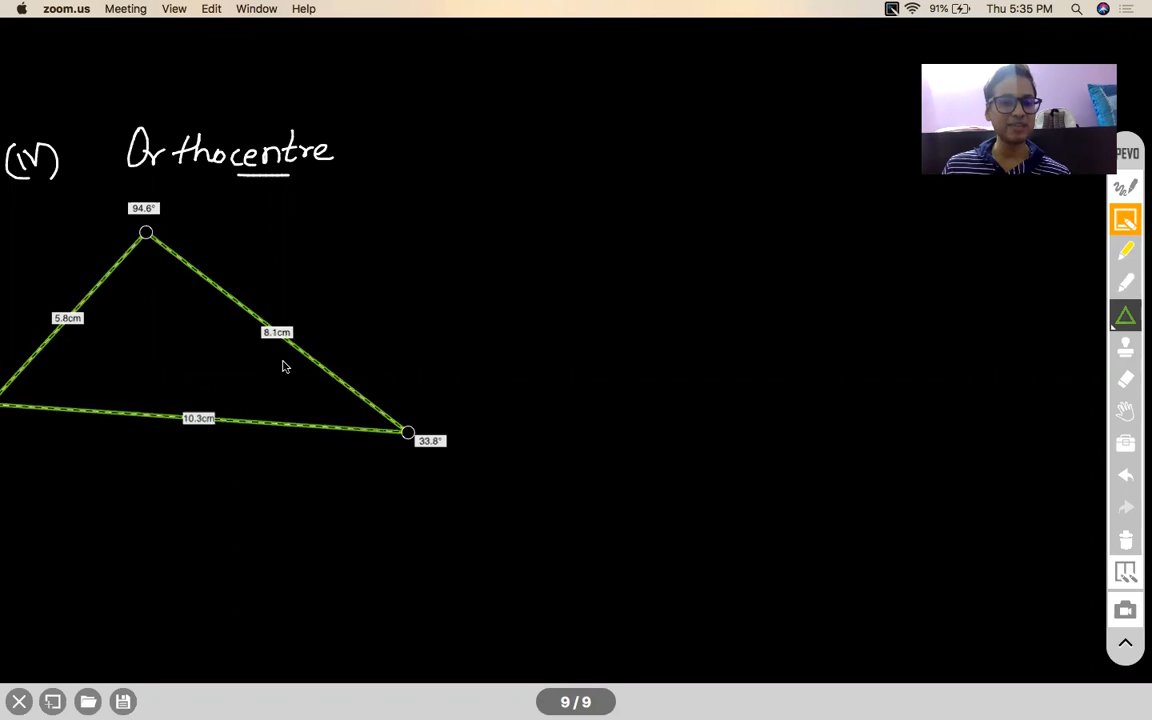 zoom.us Meeting View Edit Window Help 91% Thu 5:35 PM
(IV) Orthocentre
IPEVO
94.6°
5.8cm
8.1cm
10.3cm
33.8°
9 / 9